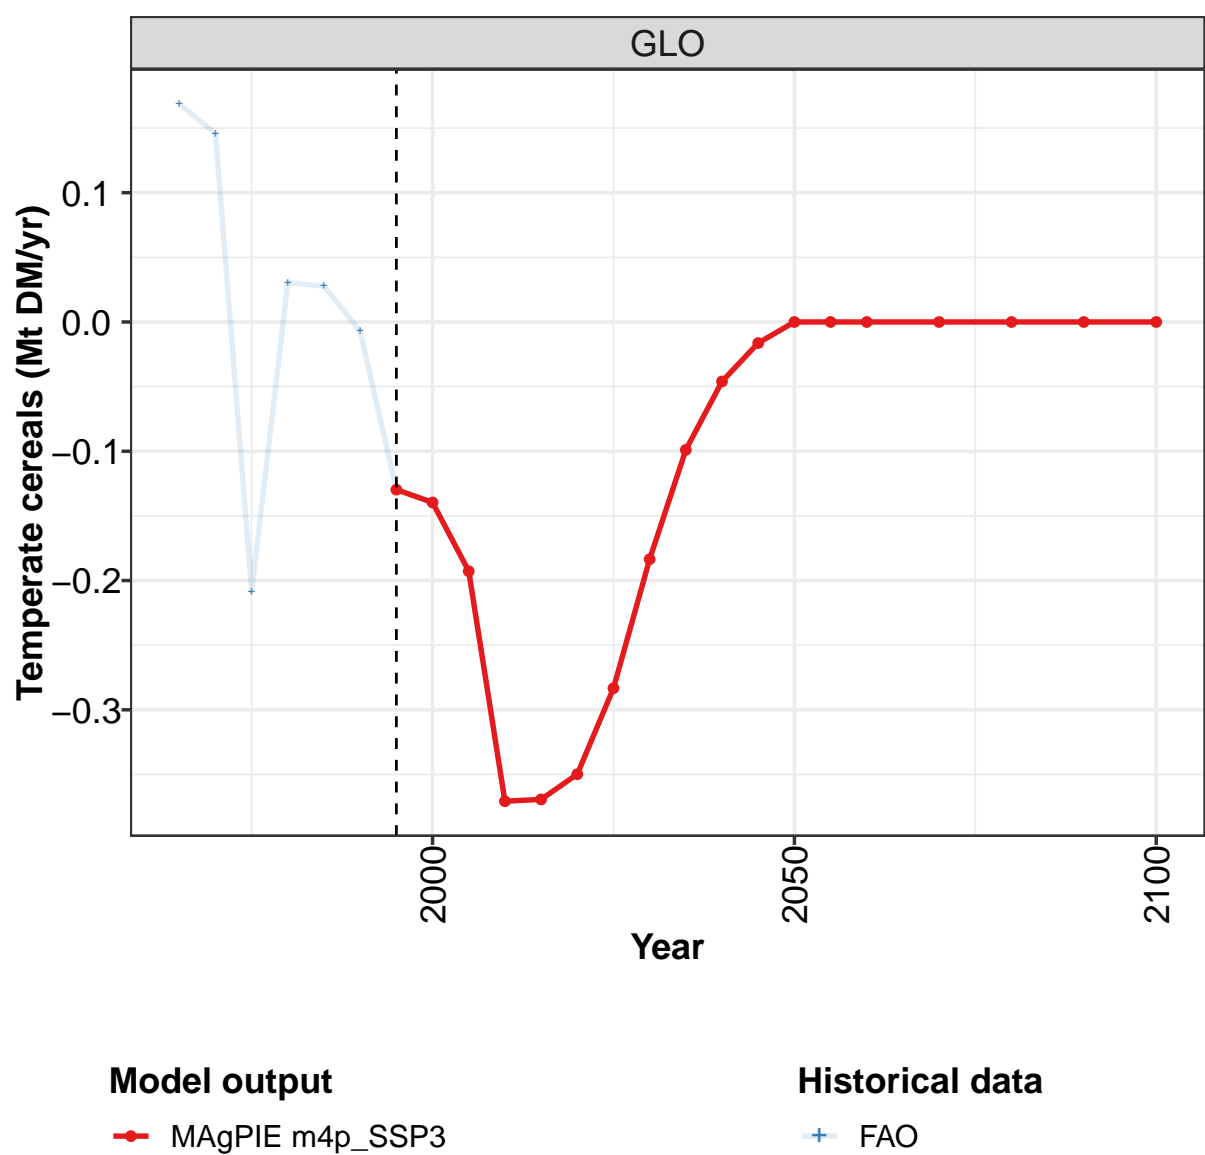 GLO
Temperate cereals (Mt DM/yr)
0.1
0.0
−0.1
−0.2
−0.3
2000
2050
2100
Year
Model output
MAgPIE m4p_SSP3
Historical data
FAO